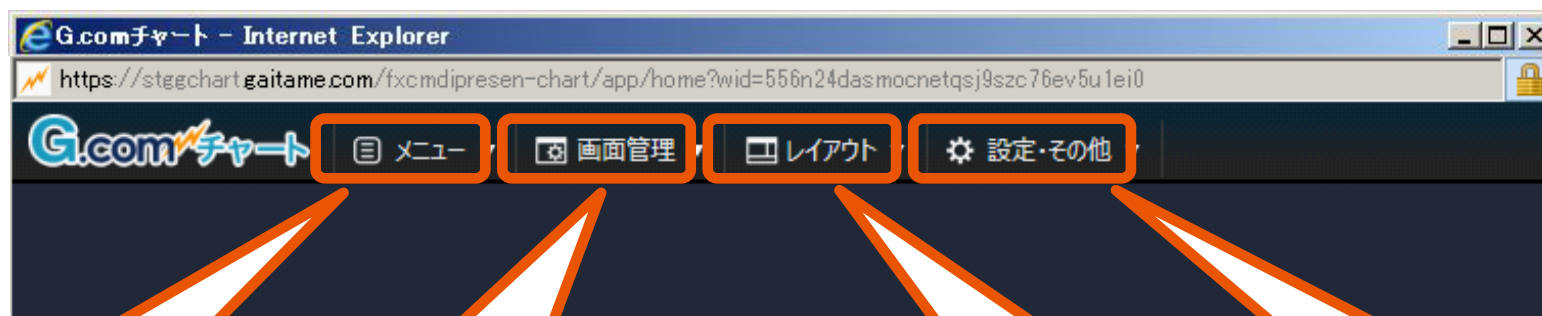 G.comチャート - Internet Explorer
https://stggchart.gaitame.com/fxcmdipresen-chart/app/home?wid=556n24dasmocnetqsj9szc76ev5u1ei0
G.comチャート メニュー 画面管理 レイアウト 設定・その他